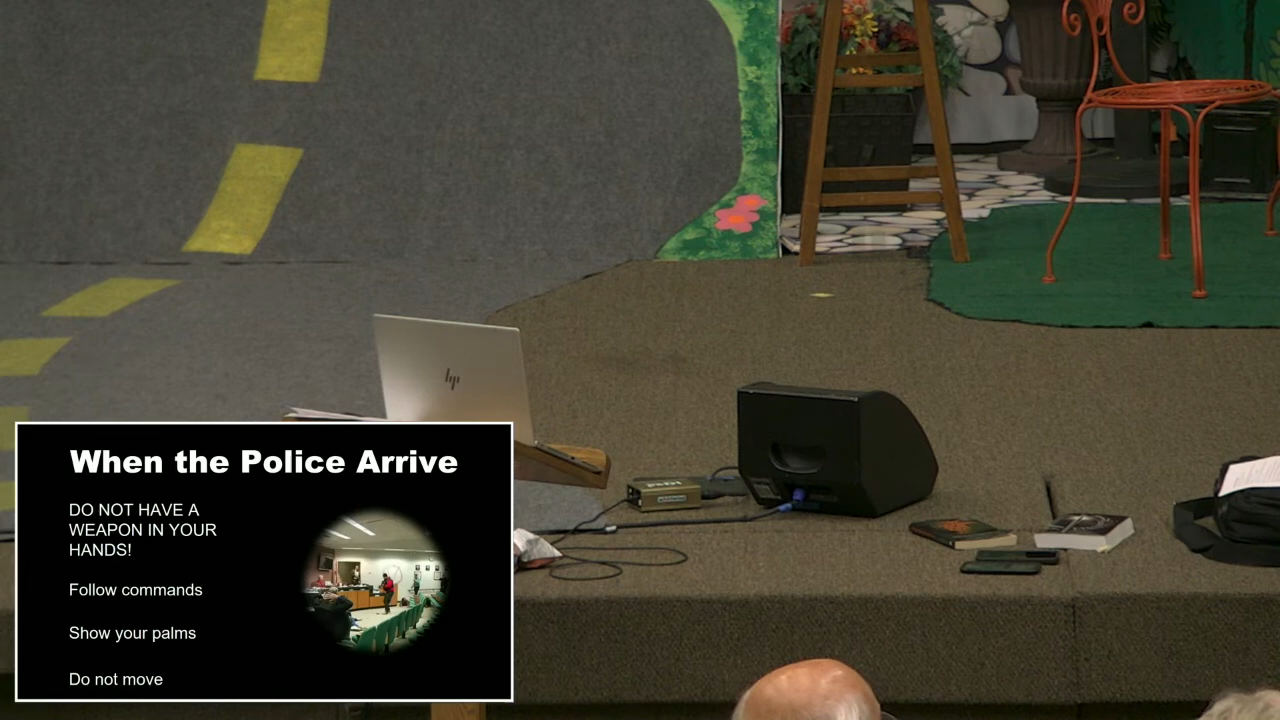 hp
When the Police Arrive
DO NOT HAVE A
WEAPON IN YOUR
HANDS!
Follow commands
Show your palms
Do not move